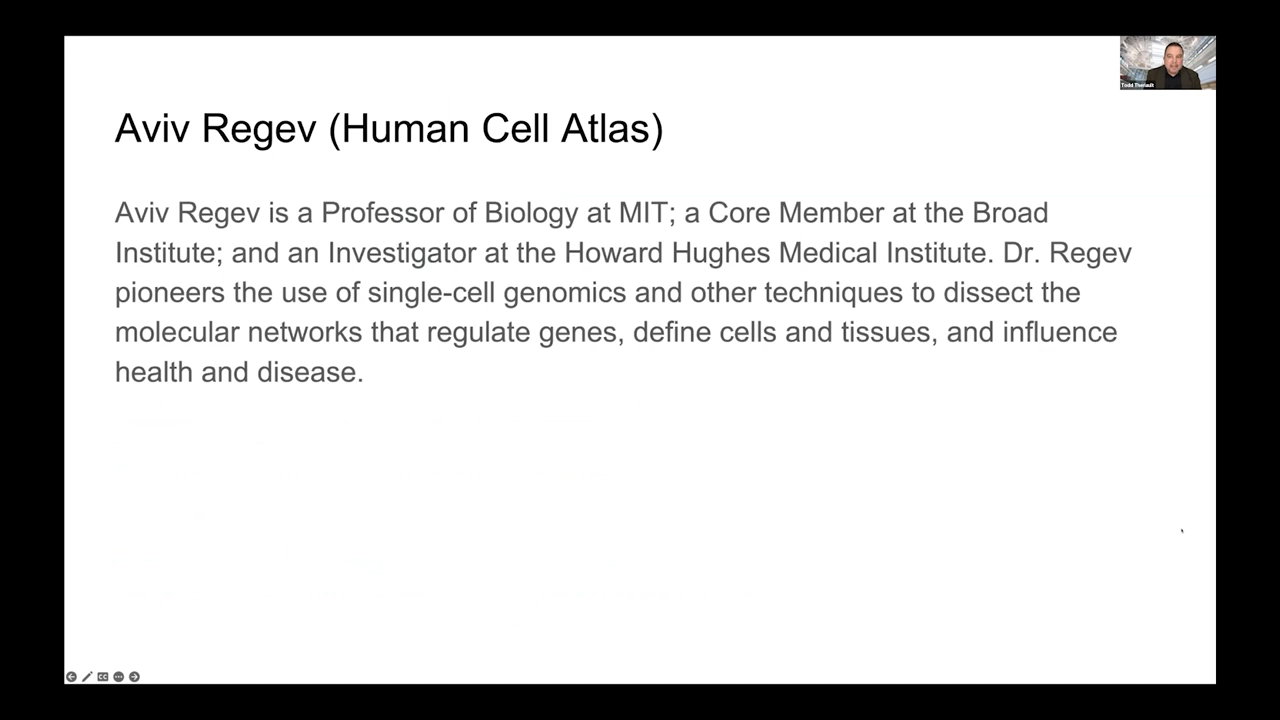 Todd Theriault
Aviv Regev (Human Cell Atlas)
Aviv Regev is a Professor of Biology at MIT; a Core Member at the Broad
Institute; and an Investigator at the Howard Hughes Medical Institute. Dr. Regev
pioneers the use of single-cell genomics and other techniques to dissect the
molecular networks that regulate genes, define cells and tissues, and influence
health and disease.